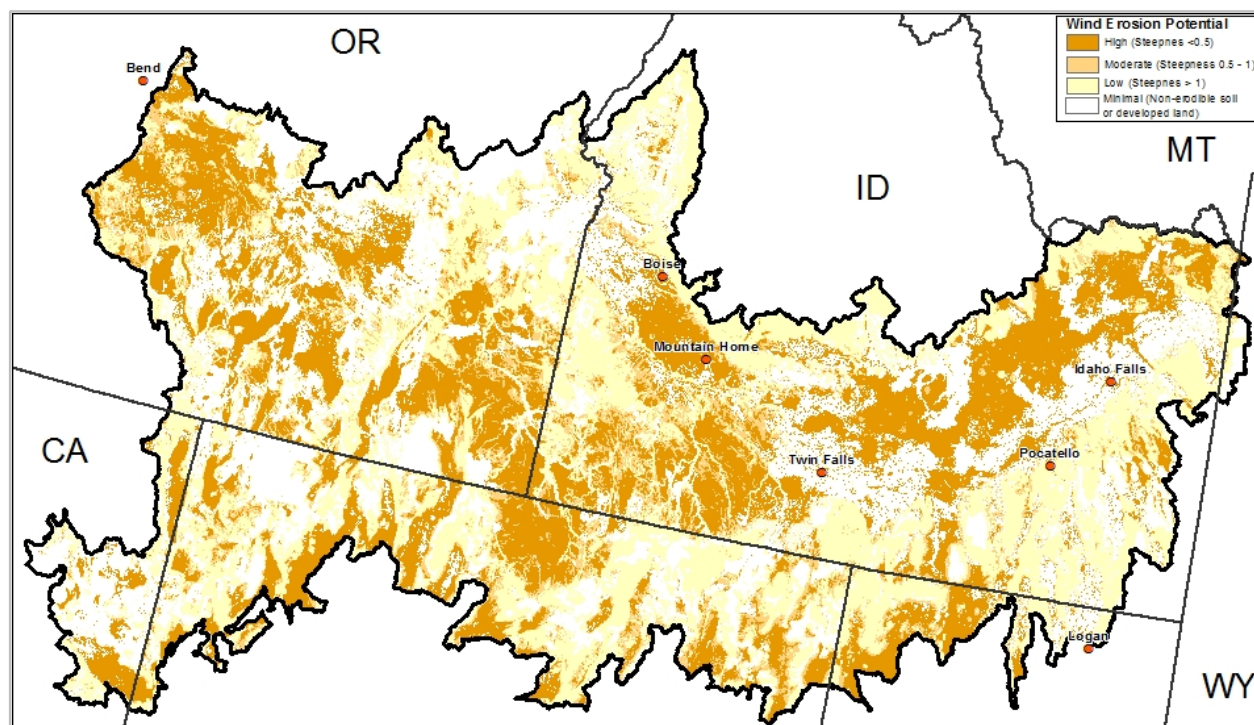 OR
Wind Erosion Potential
High (Steepnes <0.5)
Moderate (Steepness 0.5 - 1)
Low (Steepnes > 1)
Minimal (Non-erodible soil
or developed land)
Bend
MT
ID
Boise
Mountain Home
Idaho Falls
CA
Twin Falls
Pocatello
Logan
WY